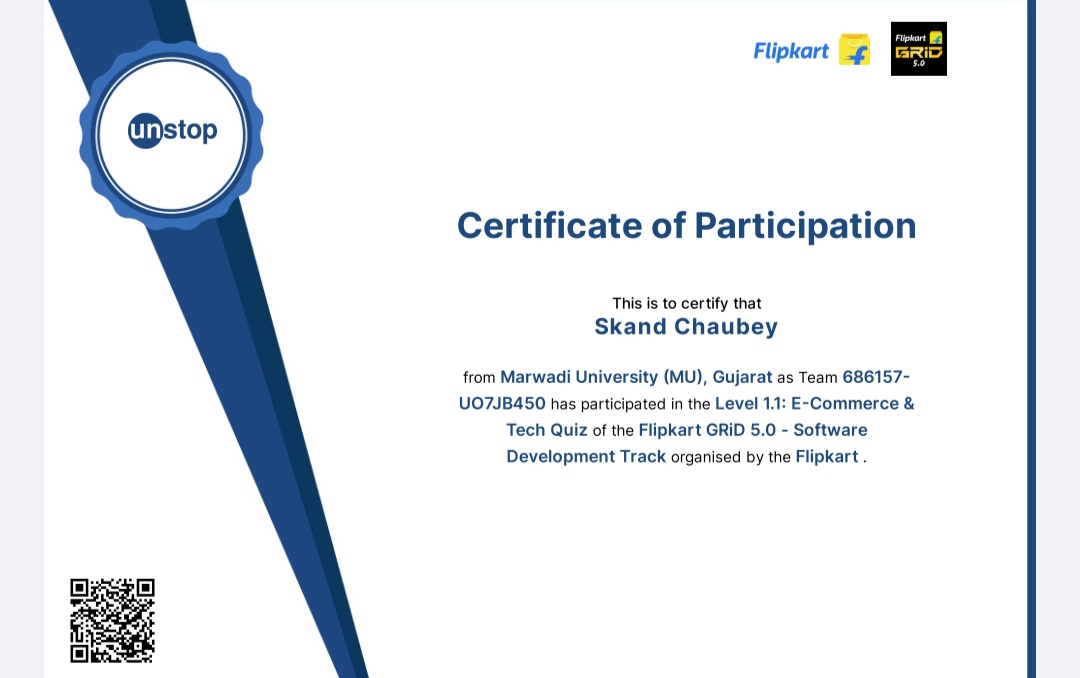 unstop
Flipkart
Flipkart
GRiD
5.0
Certificate of Participation
This is to certify that
Skand Chaubey
from Marwadi University (MU), Gujarat as Team 686157-
UO7JB450 has participated in the Level 1.1: E-Commerce &
Tech Quiz of the Flipkart GRiD 5.0 - Software
Development Track organised by the Flipkart .